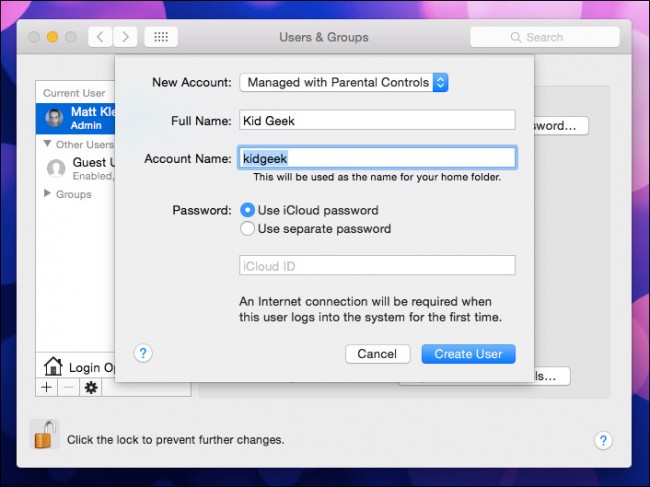 Users & Groups
Search
Current User
Matt Kle
Admin
Other Users
Guest U
Enabled,
Groups
Login Op
New Account: Managed with Parental Controls
Full Name: Kid Geek
Account Name: kidgeek
This will be used as the name for your home folder.
Password: Use iCloud password
Use separate password
iCloud ID
An Internet connection will be required when
this user logs into the system for the first time.
?
Cancel
Create User
sword...
ls...
Click the lock to prevent further changes.
?